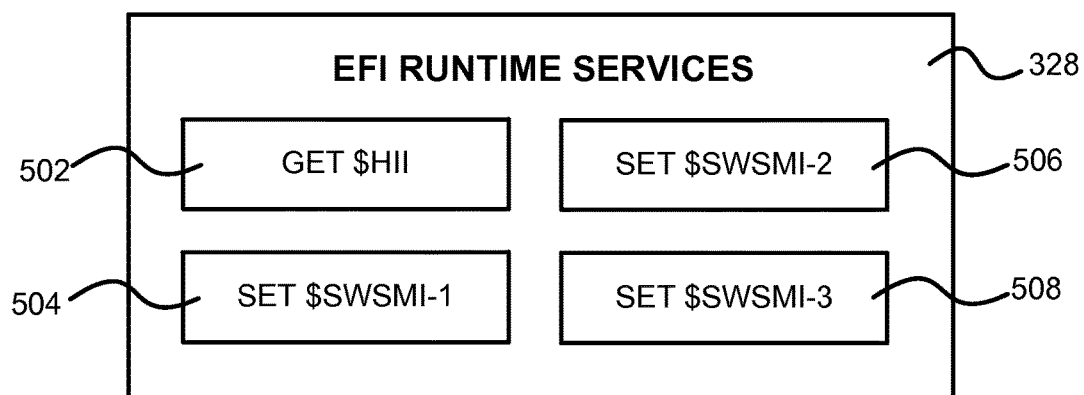 EFI RUNTIME SERVICES
328
502
GET $HII
SET $SWSMI-2
506
504
SET $SWSMI-1
SET $SWSMI-3
508